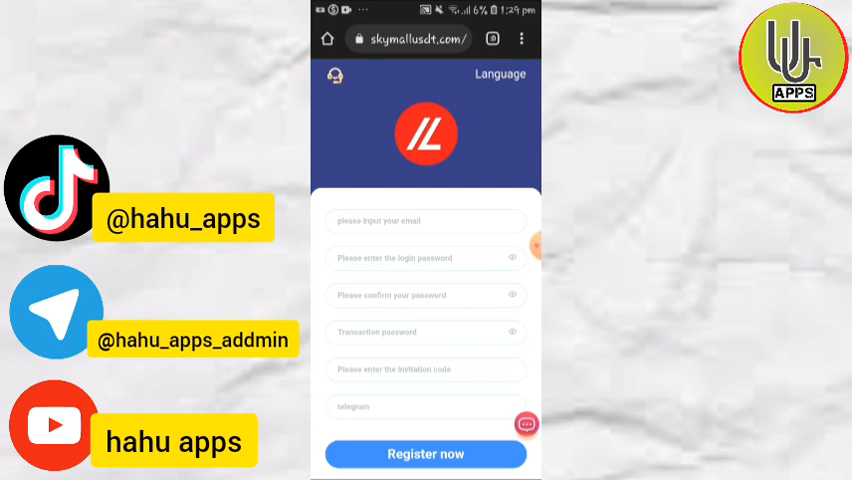 6% 1:29 pm
skymallusdt.com/
Language
please input your email
Please enter the login password
Please confirm your password
Transaction password
Please enter the invitation code
telegram
Register now
@hahu_apps
@hahu_apps_addmin
hahu apps
APPS